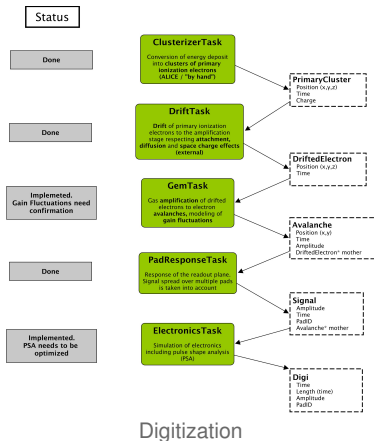 Status
ClusterizerTask
Conversion of energy deposit
into clusters of primary
ionization electrons
(ALICE / "by hand")
Done
PrimaryCluster
Position (x,y,z)
Time
Charge
DriftTask
Drift of primary ionization
electrons to the amplification
stage respecting attachment,
diffusion and space charge effects
(external)
Done
DriftedElectron
Position (x,y,z)
Time
GemTask
Gas amplification of drifted
electrons to electron
avalanches, modeling of
gain fluctuations
Implemeted.
Gain Fluctuations need
confirmation
Avalanche
Position (x,y)
Time
Amplitude
DriftedElectron* mother
PadResponseTask
Response of the readout plane.
Signal spread over multiple pads
is taken into account
Done
Signal
Amplitude
Time
PadID
Avalanche* mother
ElectronicsTask
Simulation of electronics
including pulse shape analysis
(PSA)
Implemented.
PSA needs to be
optimized
Digi
Time
Length (time)
Amplitude
PadID
Digitization